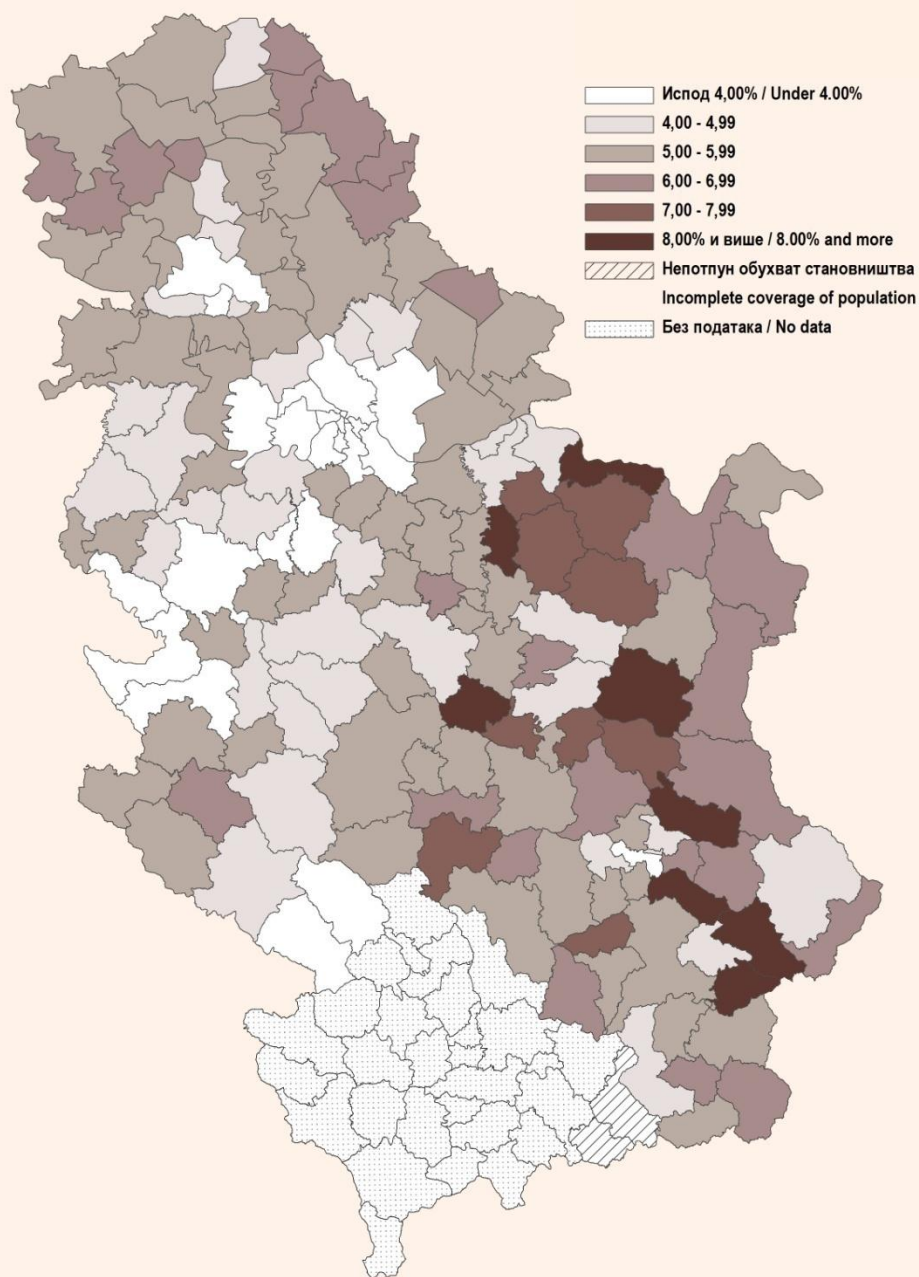 Испод 4,00% / Under 4.00%
4,00 - 4,99
5,00 - 5,99
6,00 - 6,99
7,00 - 7,99
8,00% и више / 8.00% and more
Непотпун обухват становништва
Incomplete coverage of population
Без података / No data